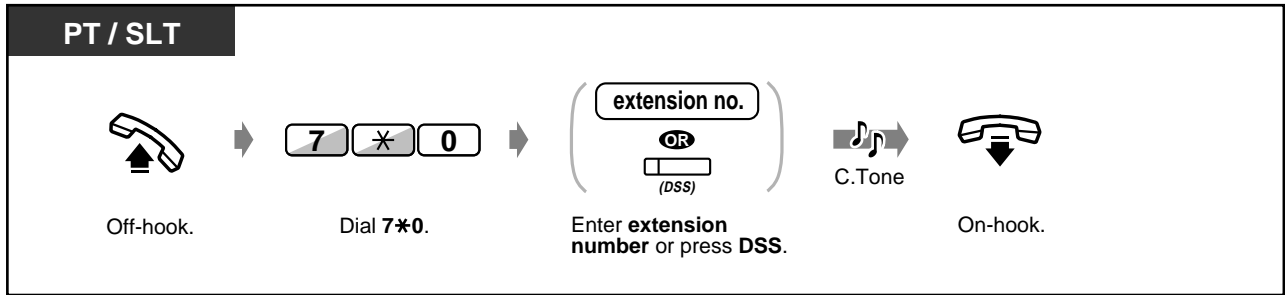 PT / SLT
7 ✳ 0
extension no.
OR
(DSS)
C.Tone
Off-hook.
Dial 7✳0.
Enter extension
number or press DSS.
On-hook.